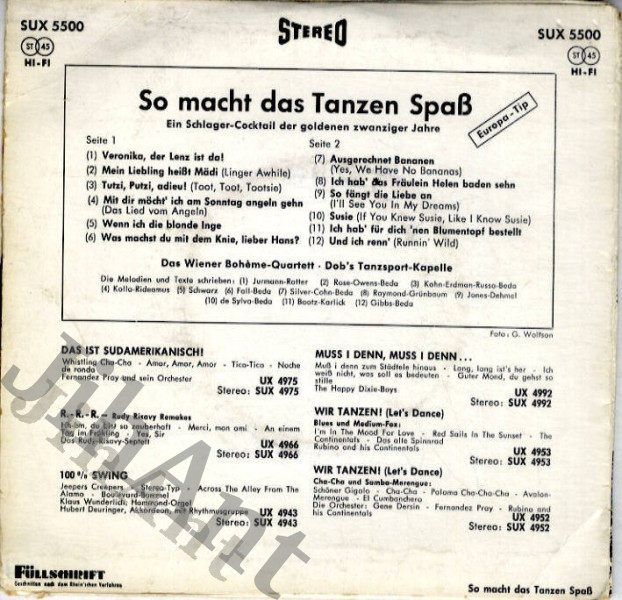 SUX 5500
STEREO
SUX 5500
ST 45
HI-FI
ST 45
HI-FI
So macht das Tanzen Spaß
Ein Schlager-Cocktail der goldenen zwanziger Jahre
Europa-Tip
Seite 1
(1) Veronika, der Lenz ist da!
(2) Mein Liebling heißt Mädi (Linger Awhile)
(3) Tutzi, Putzi, adieu! (Toot, Toot, Tootsie)
(4) Mit dir möcht' ich am Sonntag angeln gehn
(Das Lied vom Angeln)
(5) Wenn ich die blonde Inge
(6) Was machst du mit dem Knie, lieber Hans?
Seite 2
(7) Ausgerechnet Bananen
(Yes, We Have No Bananas)
(8) Ich hab' das Fräulein Helen baden sehn
(9) So fängt die Liebe an
(I'll See You In My Dreams)
(10) Susie (If You Knew Susie, Like I Know Susie)
(11) Ich hab' für dich 'nen Blumentopf bestellt
(12) Und ich renn' (Runnin' Wild)
Das Wiener Bohème-Quartett · Dob's Tanzsport-Kapelle
Die Melodien und Texte schrieben: (1) Jurmann-Rotter (2) Rose-Owens-Beda (3) Kahn-Erdman-Russo-Beda
(4) Kollo-Rideamus (5) Schwarz (6) Fall-Beda (7) Silver-Cohn-Beda (8) Raymond-Grünbaum (9) Jones-Dehmel
(10) de Sylva-Beda (11) Bootz-Karlick (12) Gibbs-Beda
Foto: G. Wolfson
DAS IST SUDAMERIKANISCH!
Whistling Cha-Cha - Amor, Amor, Amor - Tico-Tico - Noche
de ronda
Fernandez Pray und sein Orchester
UX 4975
Stereo: SUX 4975
R. - R. - R. – Rudy Risavy Remakes
Ich bin, du bist so zauberhaft - Merci, mon ami - An einem
Tag im Frühling - Yes, Sir
Das Rudy-Risavy-Septett
UX 4966
Stereo: SUX 4966
100 % SWING
Jeepers Creepers - Stereo-Typ - Across The Alley From The
Alamo - Boulevard-Bummel
Klaus Wunderlich, Hammond-Orgel
Hubert Deuringer, Akkordeon, mit Rhythmusgruppe
UX 4943
Stereo: SUX 4943
MUSS I DENN, MUSS I DENN . . .
Muß i denn zum Städtele hinaus - Lang, lang ist's her - Ich
weiß nicht, was soll es bedeuten - Guter Mond, du gehst so
stille
The Happy Dixie-Boys
UX 4992
Stereo: SUX 4992
WIR TANZEN! (Let's Dance)
Blues und Medium-Fox:
I'm In The Mood For Love - Red Sails In The Sunset - The
Continentals - Das alte Spinnrad
Rubino and his Continentals
UX 4953
Stereo: SUX 4953
WIR TANZEN! (Let's Dance)
Cha-Cha und Samba-Merengue:
Schöner Gigolo - Cha-Cha - Paloma Cha-Cha-Cha - Avalon-
Merengue - El Cumbanchero
Die Orchester: Gene Dersin - Fernandez Pray - Rubino and
his Continentals
UX 4952
Stereo: SUX 4952
FÜLLSCHRIFT
Geschnitten nach dem Rhein'schen Verfahren
So macht das Tanzen Spaß